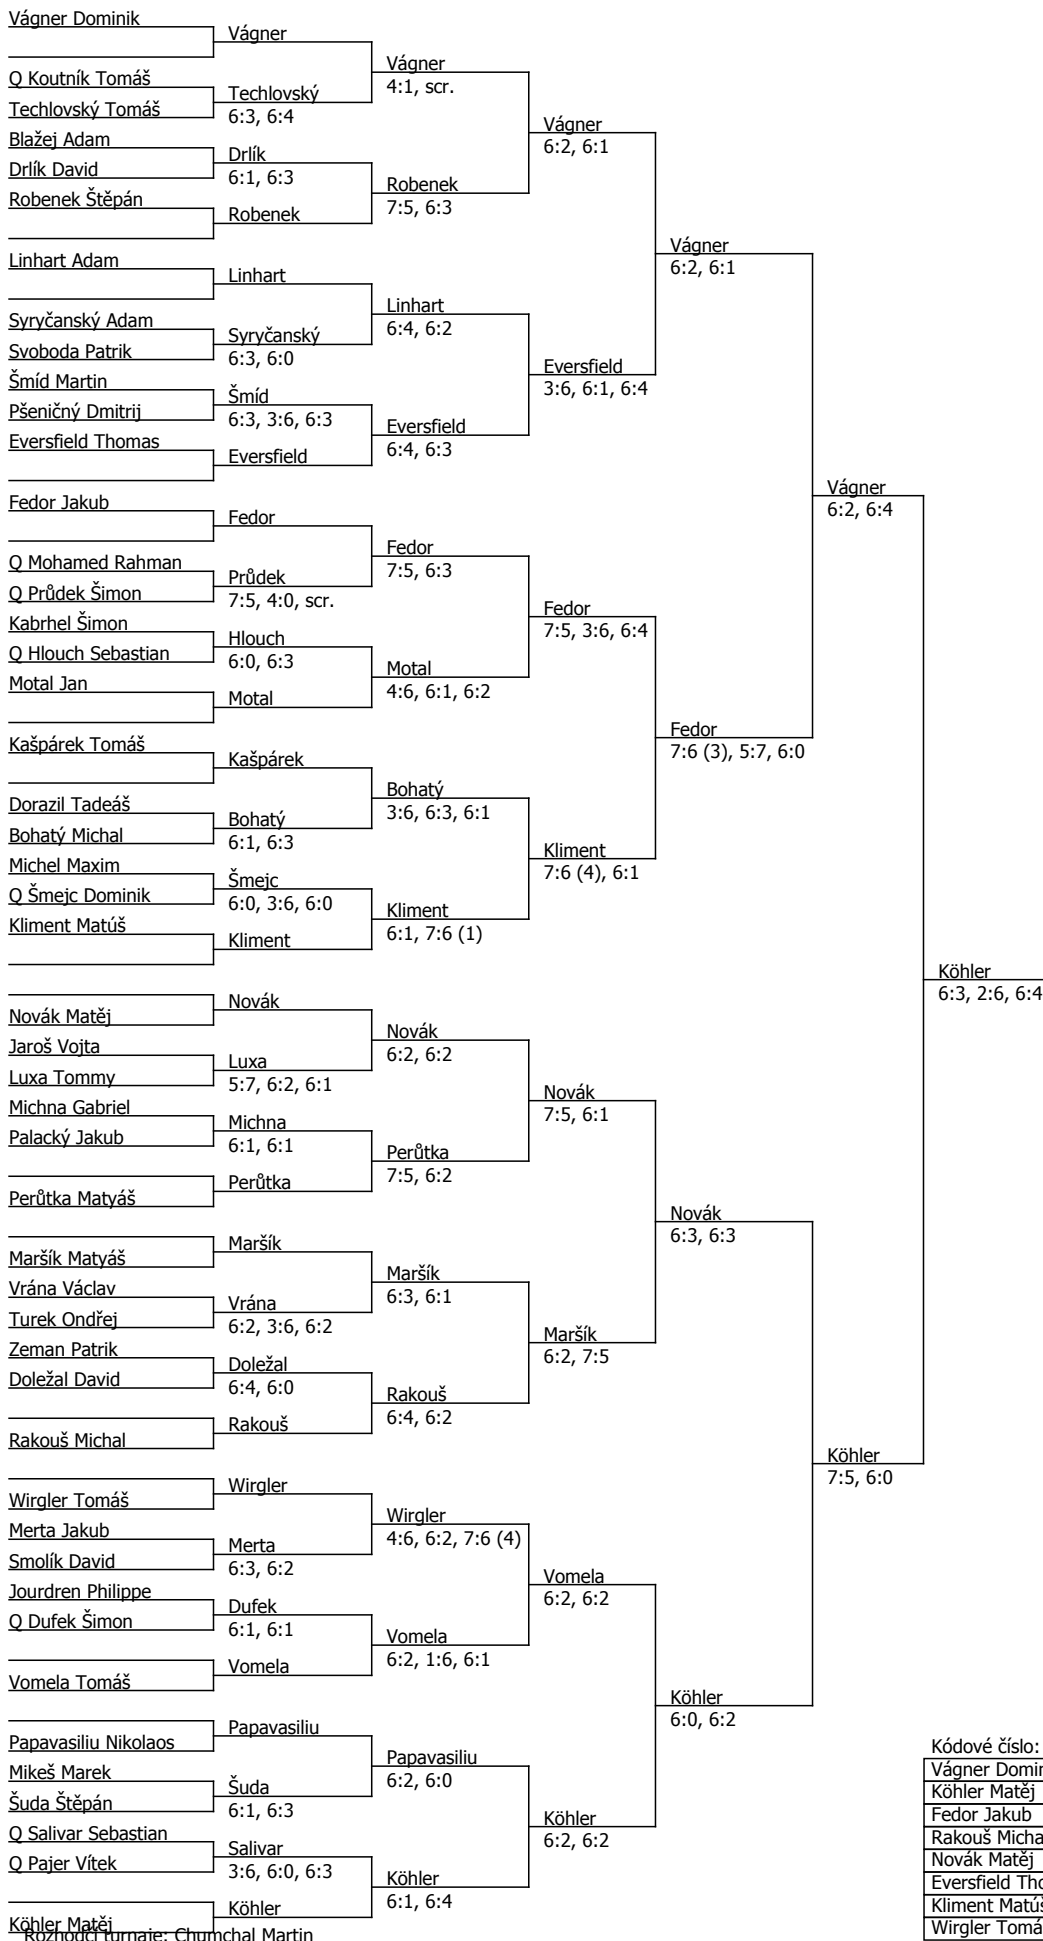 Vágner Dominik
Q Koutník Tomáš
Techlovský Tomáš
Blažej Adam
Drlík David
Robenek Štěpán
Linhart Adam
Syryčanský Adam
Svoboda Patrik
Šmíd Martin
Pšeničný Dmitrij
Eversfield Thomas
Fedor Jakub
Q Mohamed Rahman
Q Průdek Šimon
Kabrhel Šimon
Q Hlouch Sebastian
Motal Jan
Kašpárek Tomáš
Dorazil Tadeáš
Bohatý Michal
Michel Maxim
Q Šmejc Dominik
Kliment Matúš
Novák Matěj
Jaroš Vojta
Luxa Tommy
Michna Gabriel
Palacký Jakub
Perůtka Matyáš
Maršík Matyáš
Vrána Václav
Turek Ondřej
Zeman Patrik
Doležal David
Rakouš Michal
Wirgler Tomáš
Merta Jakub
Smolík David
Jourdren Philippe
Q Dufek Šimon
Vomela Tomáš
Papavasiliu Nikolaos
Mikeš Marek
Šuda Štěpán
Q Salivar Sebastian
Q Pajer Vítek
Köhler Matěj
Rozhodčí turnaje: Chumchal Martin
Vágner
Techlovský
6:3, 6:4
Drlík
6:1, 6:3
Robenek
Linhart
Syryčanský
6:3, 6:0
Šmíd
6:3, 3:6, 6:3
Eversfield
Fedor
Průdek
7:5, 4:0, scr.
Hlouch
6:0, 6:3
Motal
Kašpárek
Bohatý
6:1, 6:3
Šmejc
6:0, 3:6, 6:0
Kliment
Novák
Luxa
5:7, 6:2, 6:1
Michna
6:1, 6:1
Perůtka
Maršík
Vrána
6:2, 3:6, 6:2
Doležal
6:4, 6:0
Rakouš
Wirgler
Merta
6:3, 6:2
Dufek
6:1, 6:1
Vomela
Papavasiliu
Šuda
6:1, 6:3
Salivar
3:6, 6:0, 6:3
Köhler
Vágner
4:1, scr.
Robenek
7:5, 6:3
Linhart
6:4, 6:2
Eversfield
6:4, 6:3
Fedor
7:5, 6:3
Motal
4:6, 6:1, 6:2
Bohatý
3:6, 6:3, 6:1
Kliment
6:1, 7:6 (1)
Novák
6:2, 6:2
Perůtka
7:5, 6:2
Maršík
6:3, 6:1
Rakouš
6:4, 6:2
Wirgler
4:6, 6:2, 7:6 (4)
Vomela
6:2, 1:6, 6:1
Papavasiliu
6:2, 6:0
Köhler
6:1, 6:4
Vágner
6:2, 6:1
Eversfield
3:6, 6:1, 6:4
Fedor
7:5, 3:6, 6:4
Kliment
7:6 (4), 6:1
Novák
7:5, 6:1
Maršík
6:2, 7:5
Vomela
6:2, 6:2
Köhler
6:2, 6:2
Vágner
6:2, 6:1
Fedor
7:6 (3), 5:7, 6:0
Novák
6:3, 6:3
Köhler
6:0, 6:2
Vágner
6:2, 6:4
Köhler
7:5, 6:0
Köhler
6:3, 2:6, 6:4
Kódové číslo:
Vágner Domin
Köhler Matěj
Fedor Jakub
Rakouš Micha
Novák Matěj
Eversfield Tho
Kliment Matúš
Wirgler Tomá